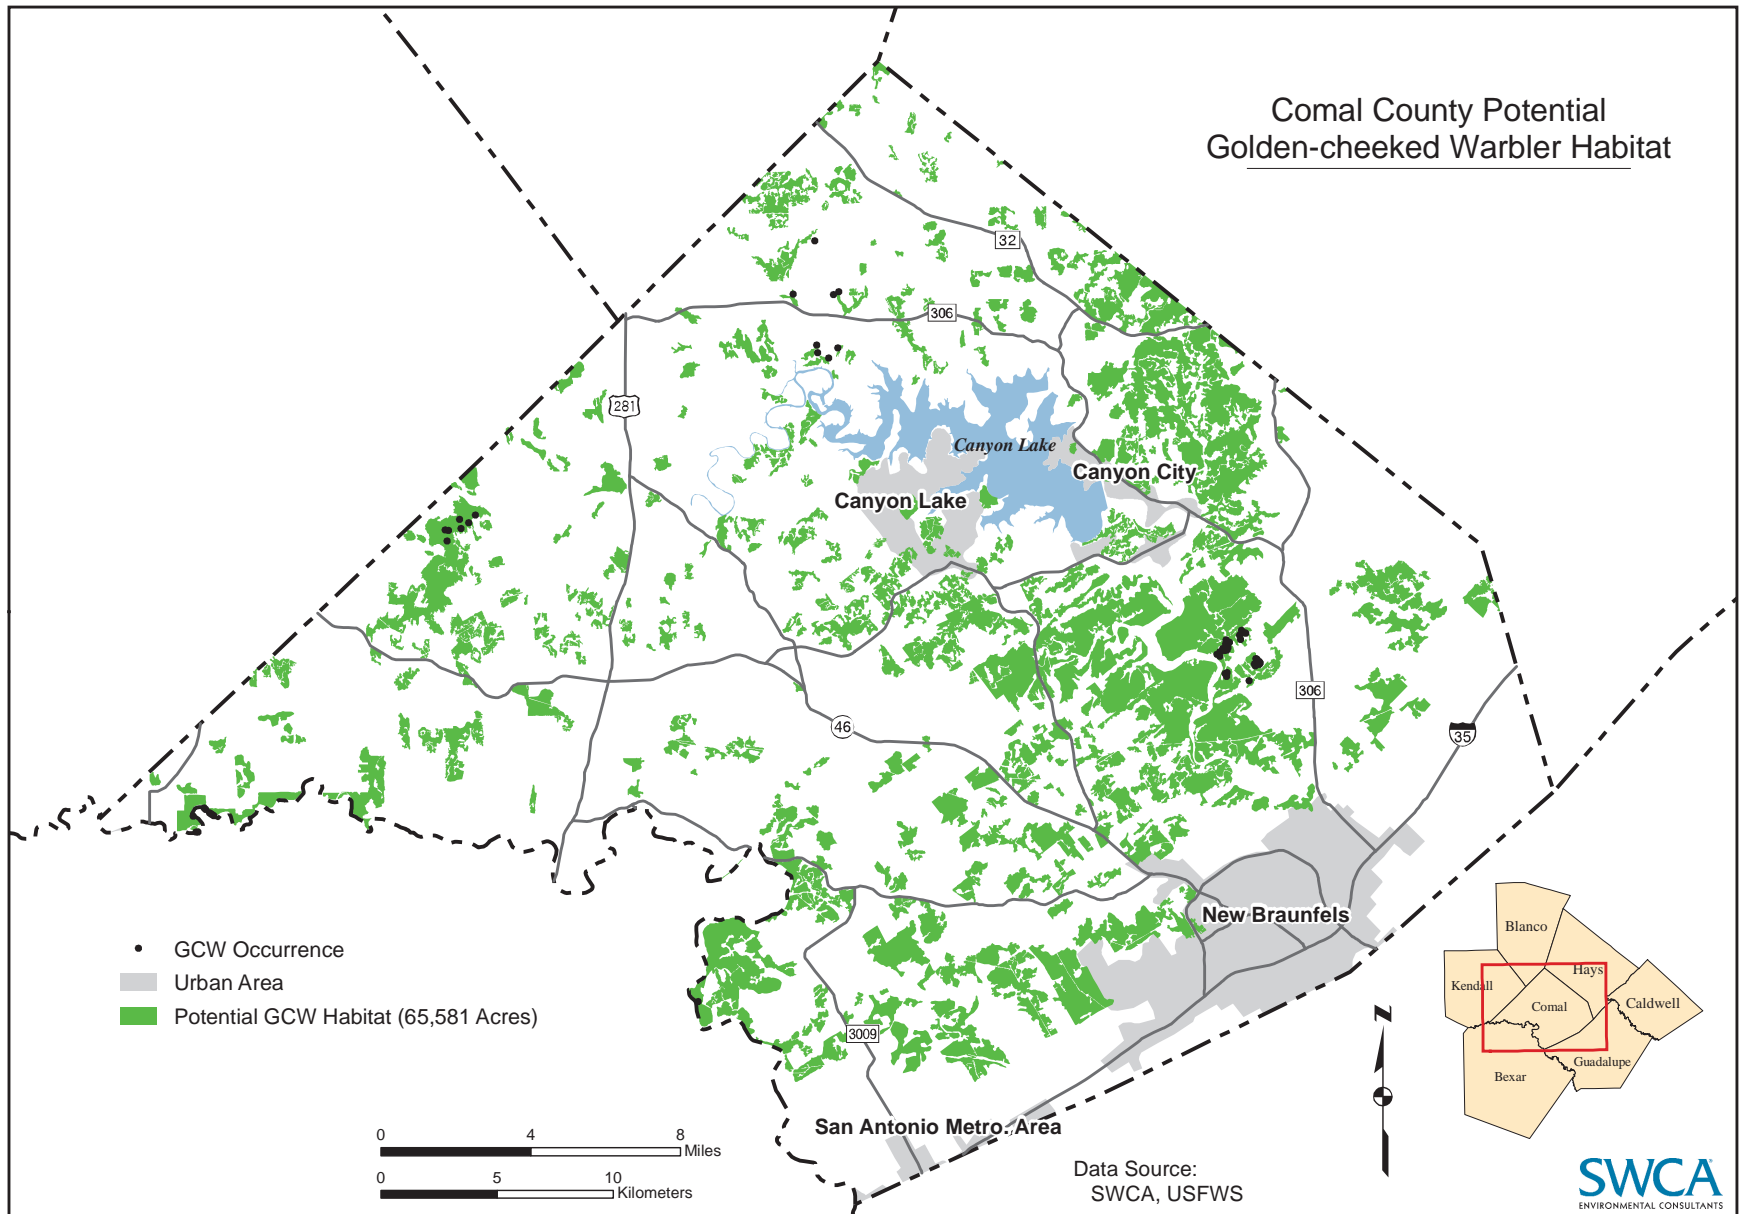 Comal County Potential
Golden-cheeked Warbler Habitat
32
306
281
Canyon Lake
Canyon City
Canyon Lake
306
46
35
New Braunfels
GCW Occurrence
Urban Area
Potential GCW Habitat (65,581 Acres)
3009
San Antonio Metro. Area
0 4 8
Miles
0 5 10
Kilometers
Data Source:
SWCA, USFWS
N
Blanco
Hays
Kendall
Comal
Caldwell
Guadalupe
Bexar
SWCA
ENVIRONMENTAL CONSULTANTS